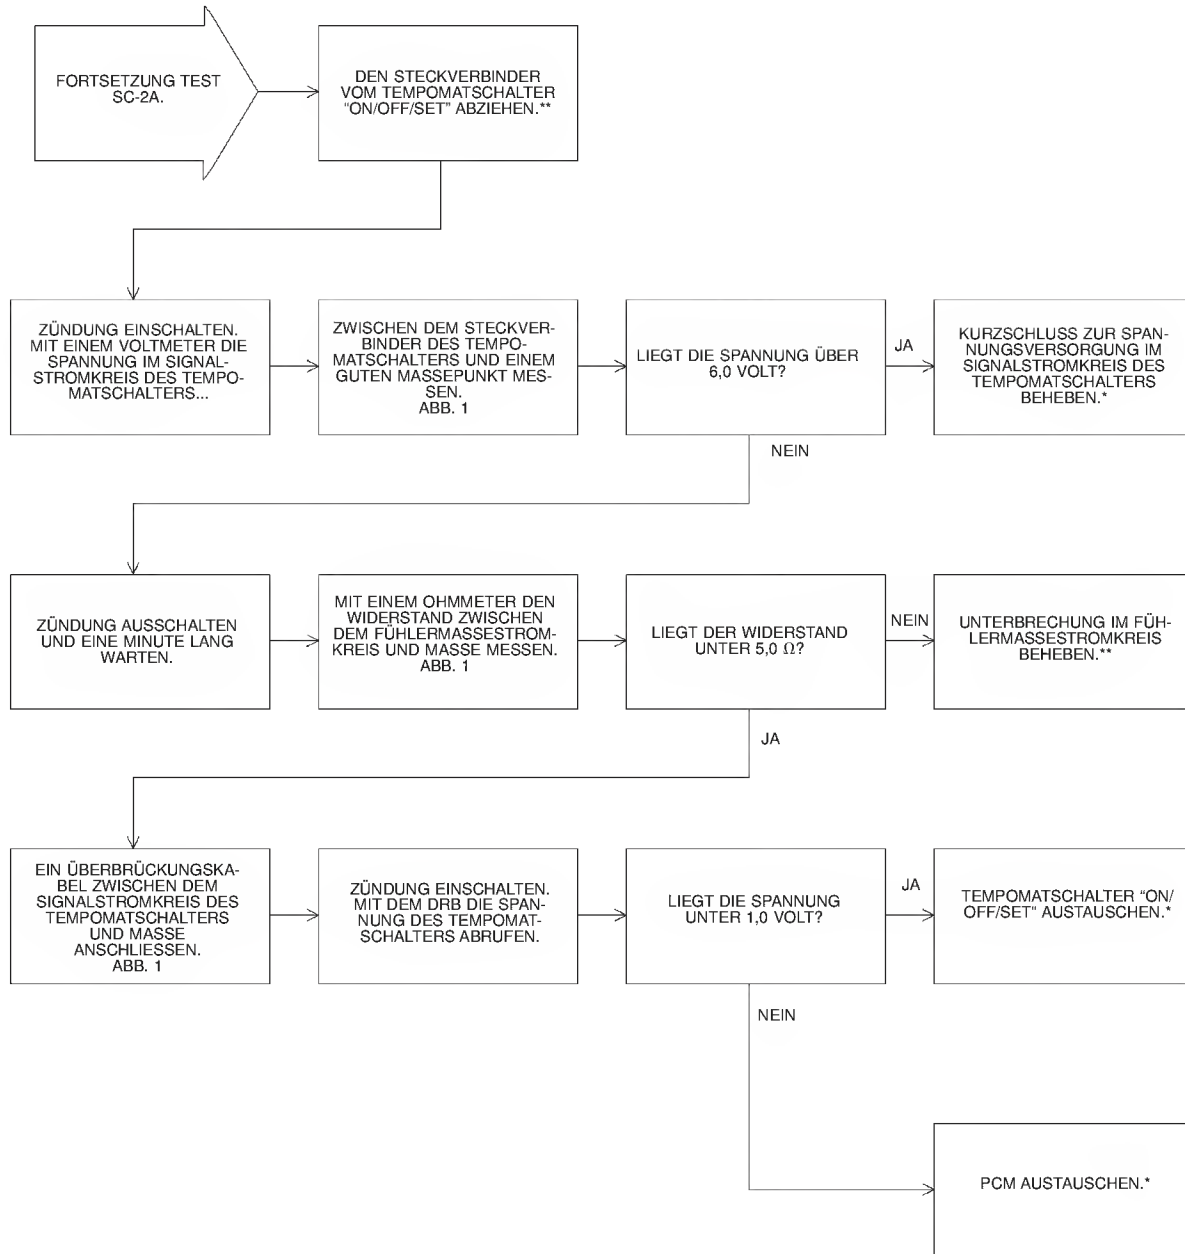 FORTSETZUNG TEST
SC-2A.
DEN STECKVERBINDER
VOM TEMPOMATSCHALTER
“ON/OFF/SET” ABZIEHEN.**
ZÜNDUNG EINSCHALTEN.
MIT EINEM VOLTMETER DIE
SPANNUNG IM SIGNAL-
STROMKREIS DES TEMPO-
MATSCHALTERS...
ZWISCHEN DEM STECKVER-
BINDER DES TEMPO-
MATSCHALTERS UND EINEM
GUTEN MASSEPUNKT MES-
SEN.
ABB. 1
LIEGT DIE SPANNUNG ÜBER
6,0 VOLT?
JA
KURZSCHLUSS ZUR SPAN-
NUNGSVERSORGUNG IM
SIGNALSTROMKREIS DES
TEMPOMATSCHALTERS
BEHEBEN.*
NEIN
ZÜNDUNG AUSSCHALTEN
UND EINE MINUTE LANG
WARTEN.
MIT EINEM OHMMETER DEN
WIDERSTAND ZWISCHEN
DEM FÜHLERMASSESTROM-
KREIS UND MASSE MESSEN.
ABB. 1
LIEGT DER WIDERSTAND
UNTER 5,0 Ω?
NEIN
UNTERBRECHUNG IM FÜH-
LERMASSESTROMKREIS
BEHEBEN.**
JA
EIN ÜBERBRÜCKUNGSKA-
BEL ZWISCHEN DEM
SIGNALSTROMKREIS DES
TEMPOMATSCHALTERS
UND MASSE
ANSCHLIESSEN.
ABB. 1
ZÜNDUNG EINSCHALTEN.
MIT DEM DRB DIE SPAN-
NUNG DES TEMPOMAT-
SCHALTERS ABRUFEN.
LIEGT DIE SPANNUNG
UNTER 1,0 VOLT?
JA
TEMPOMATSCHALTER “ON/
OFF/SET” AUSTAUSCHEN.*
NEIN
PCM AUSTAUSCHEN.*